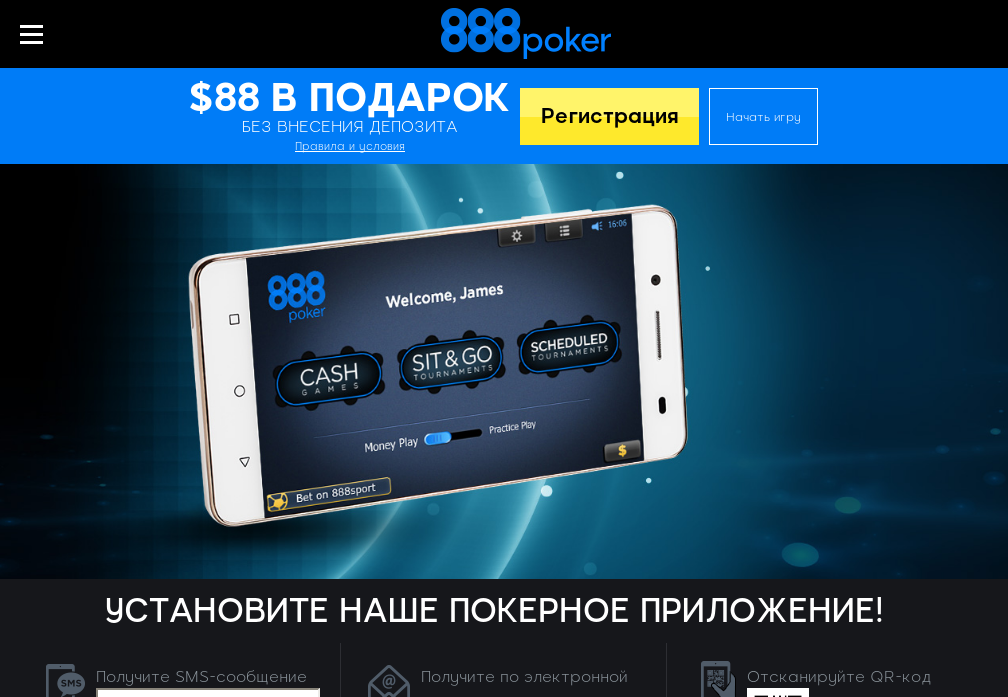 888poker
$88 В ПОДАРОК
БЕЗ ВНЕСЕНИЯ ДЕПОЗИТА
Правила и условия
Регистрация
Начать игру
16:06
888
poker
Welcome, James
CASH
GAMES
SIT & GO
TOURNAMENTS
SCHEDULED
TOURNAMENTS
Money Play
Practice Play
$
Bet on 888sport
УСТАНОВИТЕ НАШЕ ПОКЕРНОЕ ПРИЛОЖЕНИЕ!
SMS
Получите SMS-сообщение
@
Получите по электронной
Отсканируйте QR-код